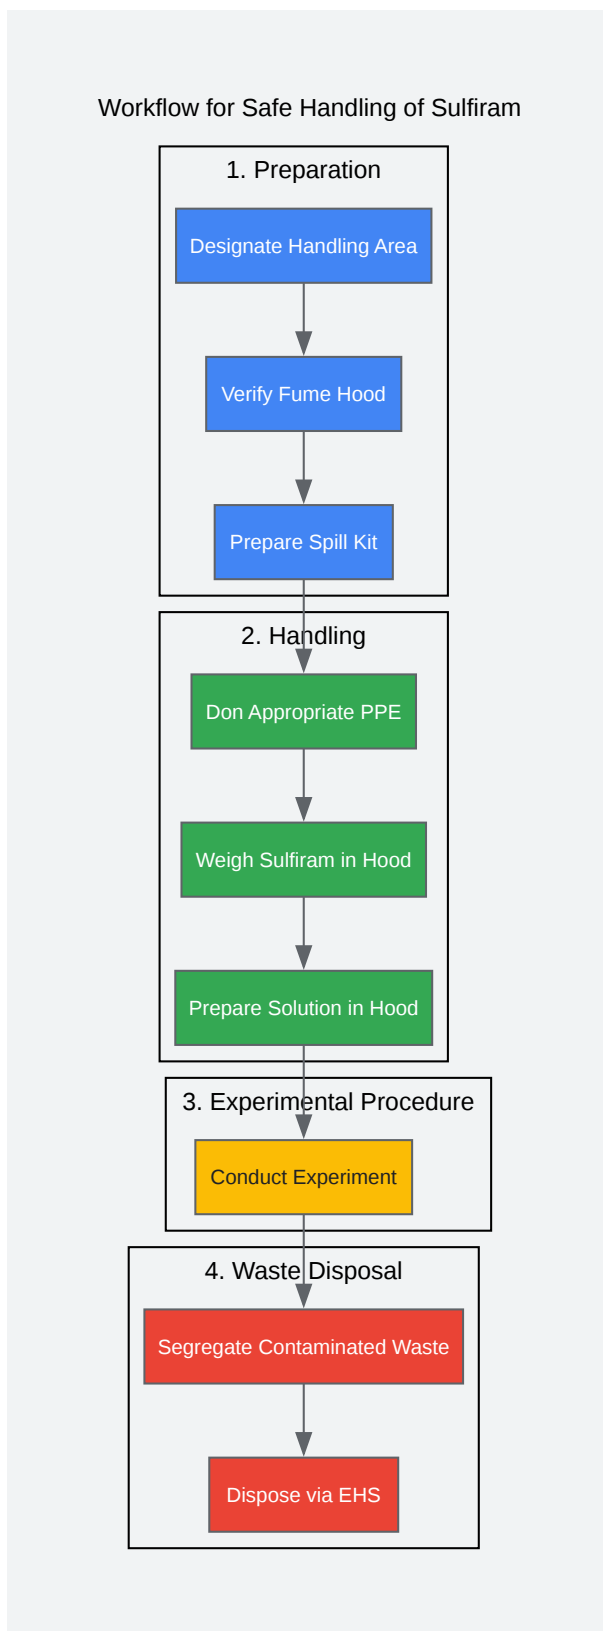 Workflow for Safe Handling of Sulfiram
1. Preparation
Designate Handling Area
Verify Fume Hood
Prepare Spill Kit
2. Handling
Don Appropriate PPE
Weigh Sulfiram in Hood
Prepare Solution in Hood
3. Experimental Procedure
Conduct Experiment
4. Waste Disposal
Segregate Contaminated Waste
Dispose via EHS